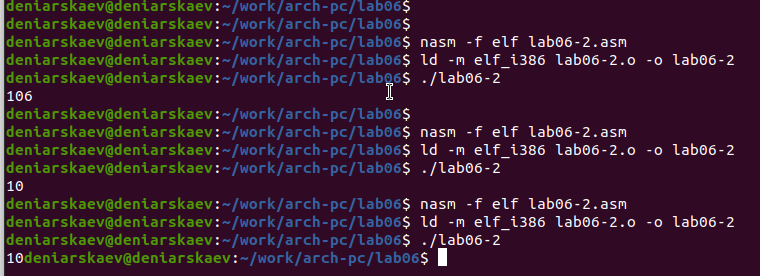 deniarskaev@deniarskaev:~/work/arch-pc/lab06$
deniarskaev@deniarskaev:~/work/arch-pc/lab06$
deniarskaev@deniarskaev:~/work/arch-pc/lab06$ nasm -f elf lab06-2.asm
deniarskaev@deniarskaev:~/work/arch-pc/lab06$ ld -m elf_i386 lab06-2.o -o lab06-2
deniarskaev@deniarskaev:~/work/arch-pc/lab06$ ./lab06-2
106
deniarskaev@deniarskaev:~/work/arch-pc/lab06$
deniarskaev@deniarskaev:~/work/arch-pc/lab06$ nasm -f elf lab06-2.asm
deniarskaev@deniarskaev:~/work/arch-pc/lab06$ ld -m elf_i386 lab06-2.o -o lab06-2
deniarskaev@deniarskaev:~/work/arch-pc/lab06$ ./lab06-2
10
deniarskaev@deniarskaev:~/work/arch-pc/lab06$ nasm -f elf lab06-2.asm
deniarskaev@deniarskaev:~/work/arch-pc/lab06$ ld -m elf_i386 lab06-2.o -o lab06-2
deniarskaev@deniarskaev:~/work/arch-pc/lab06$ ./lab06-2
10deniarskaev@deniarskaev:~/work/arch-pc/lab06$